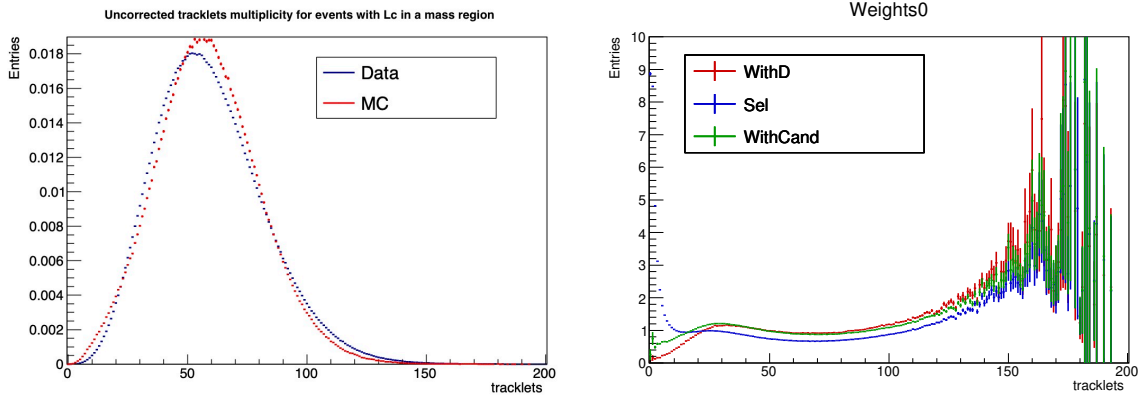 Uncorrected tracklets multiplicity for events with Lc in a mass region
Entries
0.018
0.016
0.014
0.012
0.01
0.008
0.006
0.004
0.002
0
Data
MC
0 50 100 150 200
tracklets
Weights0
Entries
10
9
8
7
6
5
4
3
2
1
0
WithD
Sel
WithCand
0 50 100 150 200
tracklets